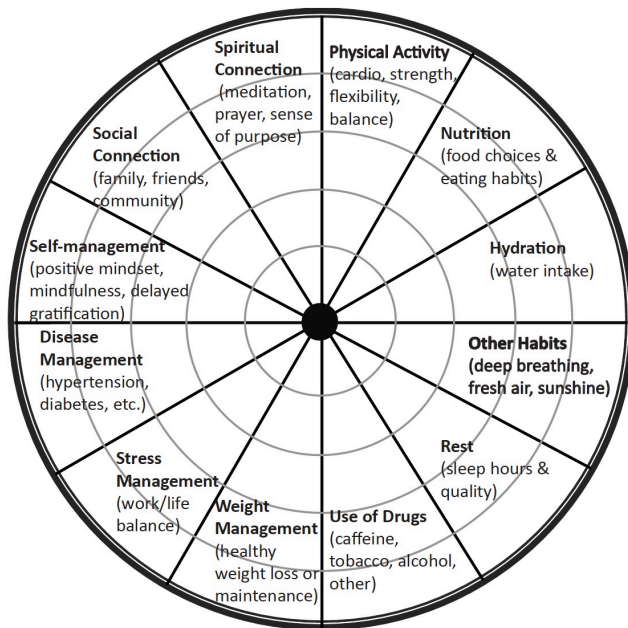 Spiritual
Connection
(meditation,
prayer, sense
of purpose)
Physical Activity
(cardio, strength,
flexibility,
balance)
Nutrition
(food choices &
eating habits)
Hydration
(water intake)
Other Habits
(deep breathing,
fresh air, sunshine)
Rest
(sleep hours &
quality)
Use of Drugs
(caffeine,
tobacco, alcohol,
other)
Weight
Management
(healthy
weight loss or
maintenance)
Stress
Management
(work/life
balance)
Disease
Management
(hypertension,
diabetes, etc.)
Self-management
(positive mindset,
mindfulness, delayed
gratification)
Social
Connection
(family, friends,
community)